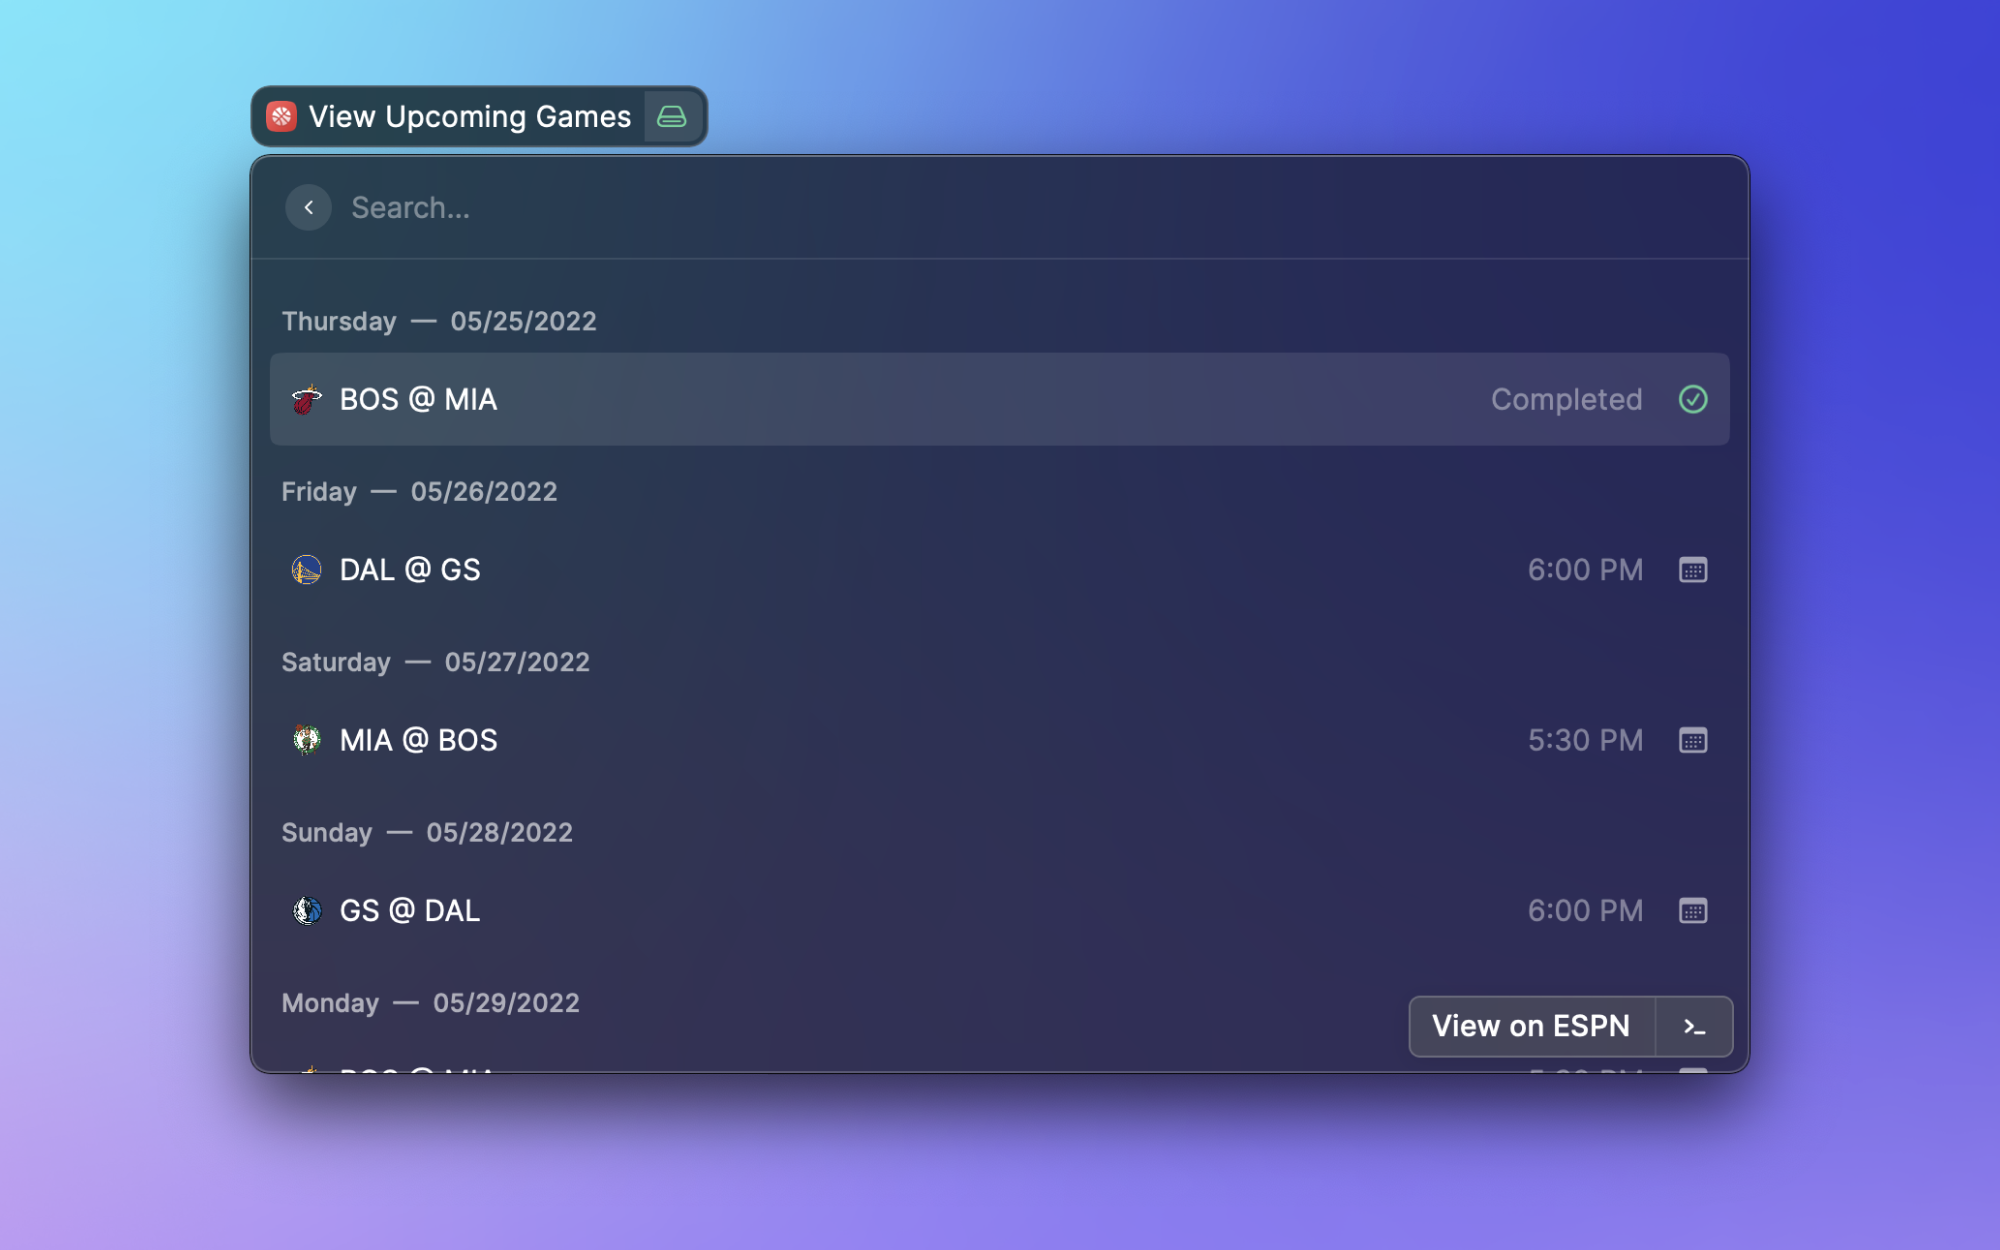 View Upcoming Games
Search...
Thursday — 05/25/2022
BOS @ MIA Completed
Friday — 05/26/2022
DAL @ GS 6:00 PM
Saturday — 05/27/2022
MIA @ BOS 5:30 PM
Sunday — 05/28/2022
GS @ DAL 6:00 PM
Monday — 05/29/2022
View on ESPN >_